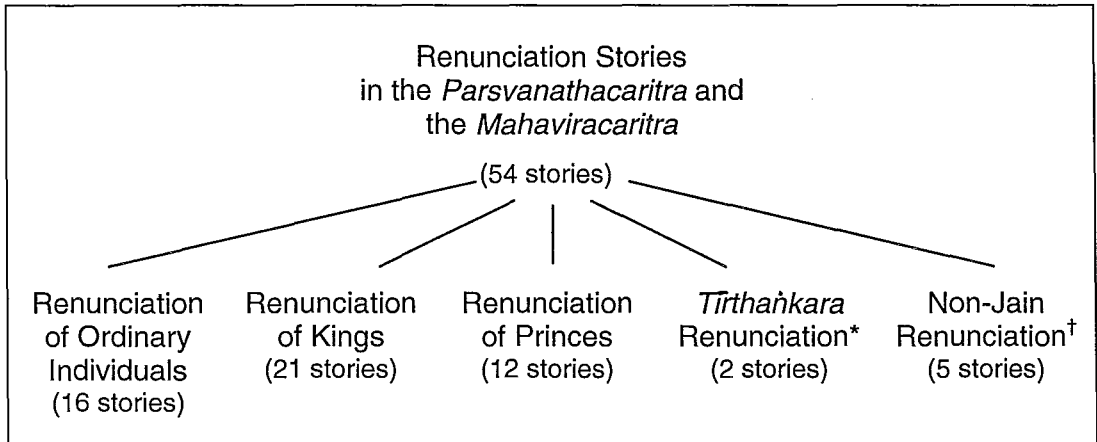 Renunciation Stories
in the Parsvanathacaritra and
the Mahaviracaritra
(54 stories)
Renunciation
of Ordinary
Individuals
(16 stories)
Renunciation
of Kings
(21 stories)
Renunciation
of Princes
(12 stories)
Tīrthaṅkara
Renunciation*
(2 stories)
Non-Jain
Renunciation†
(5 stories)